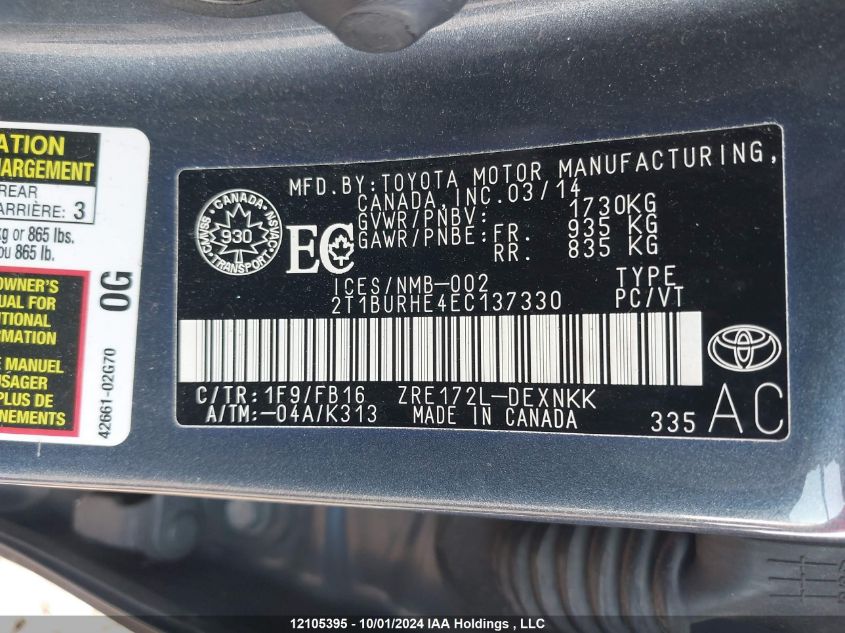 ATION
CHARGEMENT
REAR
ARRIÈRE: 3
kg or 865 lbs.
ou 865 lb.
OWNER'S
UAL FOR
ITIONAL
RMATION
E MANUEL
USAGER
PLUS DE
GNEMENTS
0G
42661-02G70
CANADA
930
TRANSPORT
MFD.BY:TOYOTA MOTOR MANUFACTURING,
CANADA,INC.03/14
GVWR/PNBV: 1730KG
GAWR/PNBE: FR. 935 KG
RR. 835 KG
EC
ICES/NMB-002
2T1BURHE4EC137330
TYPE
PC/VT
C/TR:1F9/FB16 ZRE172L-DEXNKK
A/TM:-04A/K313 MADE IN CANADA
335 AC
12105395 - 10/01/2024 IAA Holdings , LLC